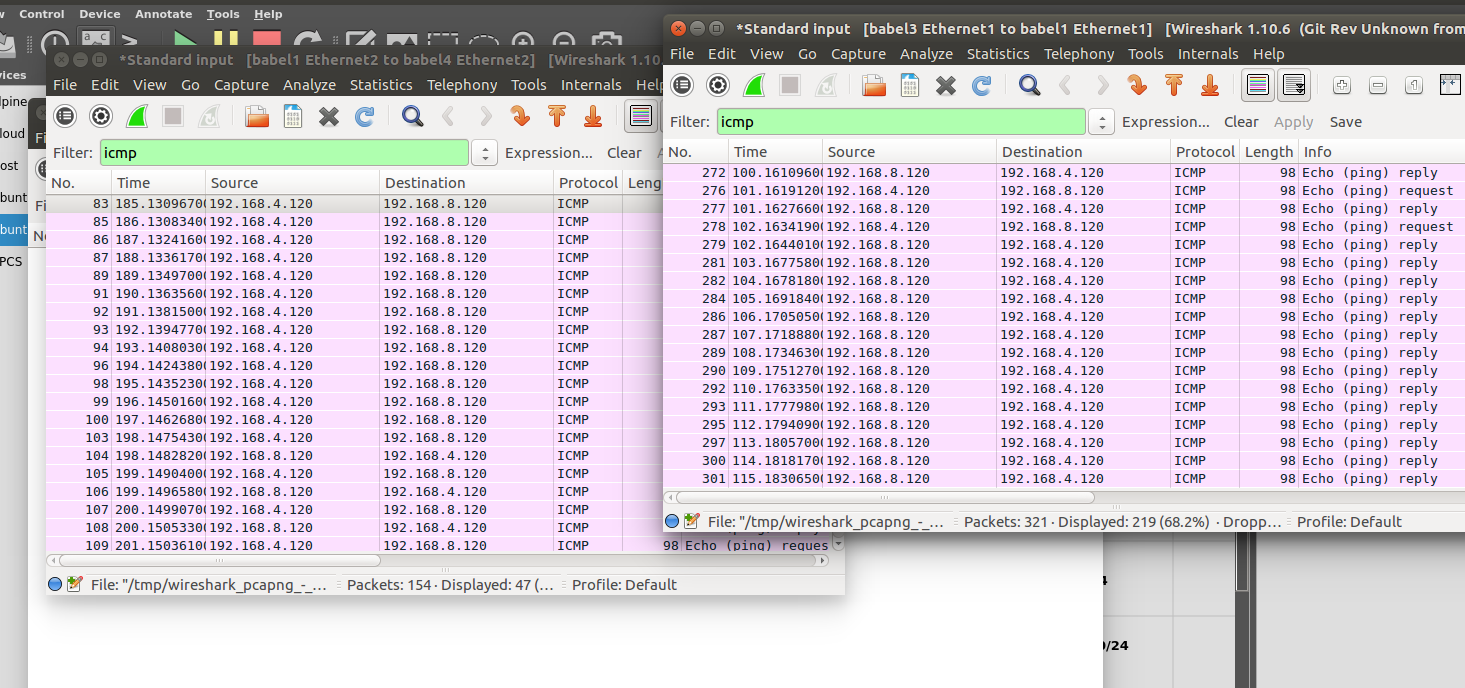 Control Device Annotate Tools Help
a c
vices
lpine
loud
ost
bunt
bunt
PCS
*Standard input [babel1 Ethernet2 to babel4 Ethernet2] [Wireshark 1.10.
File Edit View Go Capture Analyze Statistics Telephony Tools Internals Help
Filter: icmp Expression... Clear
No. Time Source Destination Protocol Leng
83 185.1309670 192.168.4.120 192.168.8.120 ICMP
85 186.1308340 192.168.4.120 192.168.8.120 ICMP
86 187.1324160 192.168.4.120 192.168.8.120 ICMP
87 188.1336170 192.168.4.120 192.168.8.120 ICMP
89 189.1349700 192.168.4.120 192.168.8.120 ICMP
91 190.1363560 192.168.4.120 192.168.8.120 ICMP
92 191.1381500 192.168.4.120 192.168.8.120 ICMP
93 192.1394770 192.168.4.120 192.168.8.120 ICMP
94 193.1408030 192.168.4.120 192.168.8.120 ICMP
96 194.1424380 192.168.4.120 192.168.8.120 ICMP
98 195.1435230 192.168.4.120 192.168.8.120 ICMP
99 196.1450160 192.168.4.120 192.168.8.120 ICMP
100 197.1462680 192.168.4.120 192.168.8.120 ICMP
103 198.1475430 192.168.4.120 192.168.8.120 ICMP
104 198.1482820 192.168.8.120 192.168.4.120 ICMP
105 199.1490400 192.168.4.120 192.168.8.120 ICMP
106 199.1496580 192.168.8.120 192.168.4.120 ICMP
107 200.1499070 192.168.4.120 192.168.8.120 ICMP
108 200.1505330 192.168.8.120 192.168.4.120 ICMP
109 201.1503610 192.168.4.120 192.168.8.120 ICMP 98 Echo (ping) reques
File: "/tmp/wireshark_pcapng_-_... Packets: 154 · Displayed: 47 (... Profile: Default
*Standard input [babel3 Ethernet1 to babel1 Ethernet1] [Wireshark 1.10.6 (Git Rev Unknown from
File Edit View Go Capture Analyze Statistics Telephony Tools Internals Help
Filter: icmp Expression... Clear Apply Save
No. Time Source Destination Protocol Length Info
272 100.1610960 192.168.8.120 192.168.4.120 ICMP 98 Echo (ping) reply
276 101.1619120 192.168.4.120 192.168.8.120 ICMP 98 Echo (ping) request
277 101.1627660 192.168.8.120 192.168.4.120 ICMP 98 Echo (ping) reply
278 102.1634190 192.168.4.120 192.168.8.120 ICMP 98 Echo (ping) request
279 102.1644010 192.168.8.120 192.168.4.120 ICMP 98 Echo (ping) reply
281 103.1677580 192.168.8.120 192.168.4.120 ICMP 98 Echo (ping) reply
282 104.1678180 192.168.8.120 192.168.4.120 ICMP 98 Echo (ping) reply
284 105.1691840 192.168.8.120 192.168.4.120 ICMP 98 Echo (ping) reply
286 106.1705050 192.168.8.120 192.168.4.120 ICMP 98 Echo (ping) reply
287 107.1718880 192.168.8.120 192.168.4.120 ICMP 98 Echo (ping) reply
289 108.1734630 192.168.8.120 192.168.4.120 ICMP 98 Echo (ping) reply
290 109.1751270 192.168.8.120 192.168.4.120 ICMP 98 Echo (ping) reply
292 110.1763350 192.168.8.120 192.168.4.120 ICMP 98 Echo (ping) reply
293 111.1777980 192.168.8.120 192.168.4.120 ICMP 98 Echo (ping) reply
295 112.1794090 192.168.8.120 192.168.4.120 ICMP 98 Echo (ping) reply
297 113.1805700 192.168.8.120 192.168.4.120 ICMP 98 Echo (ping) reply
300 114.1818170 192.168.8.120 192.168.4.120 ICMP 98 Echo (ping) reply
301 115.1830650 192.168.8.120 192.168.4.120 ICMP 98 Echo (ping) reply
File: "/tmp/wireshark_pcapng_-_... Packets: 321 · Displayed: 219 (68.2%) · Dropp... Profile: Default
0/24